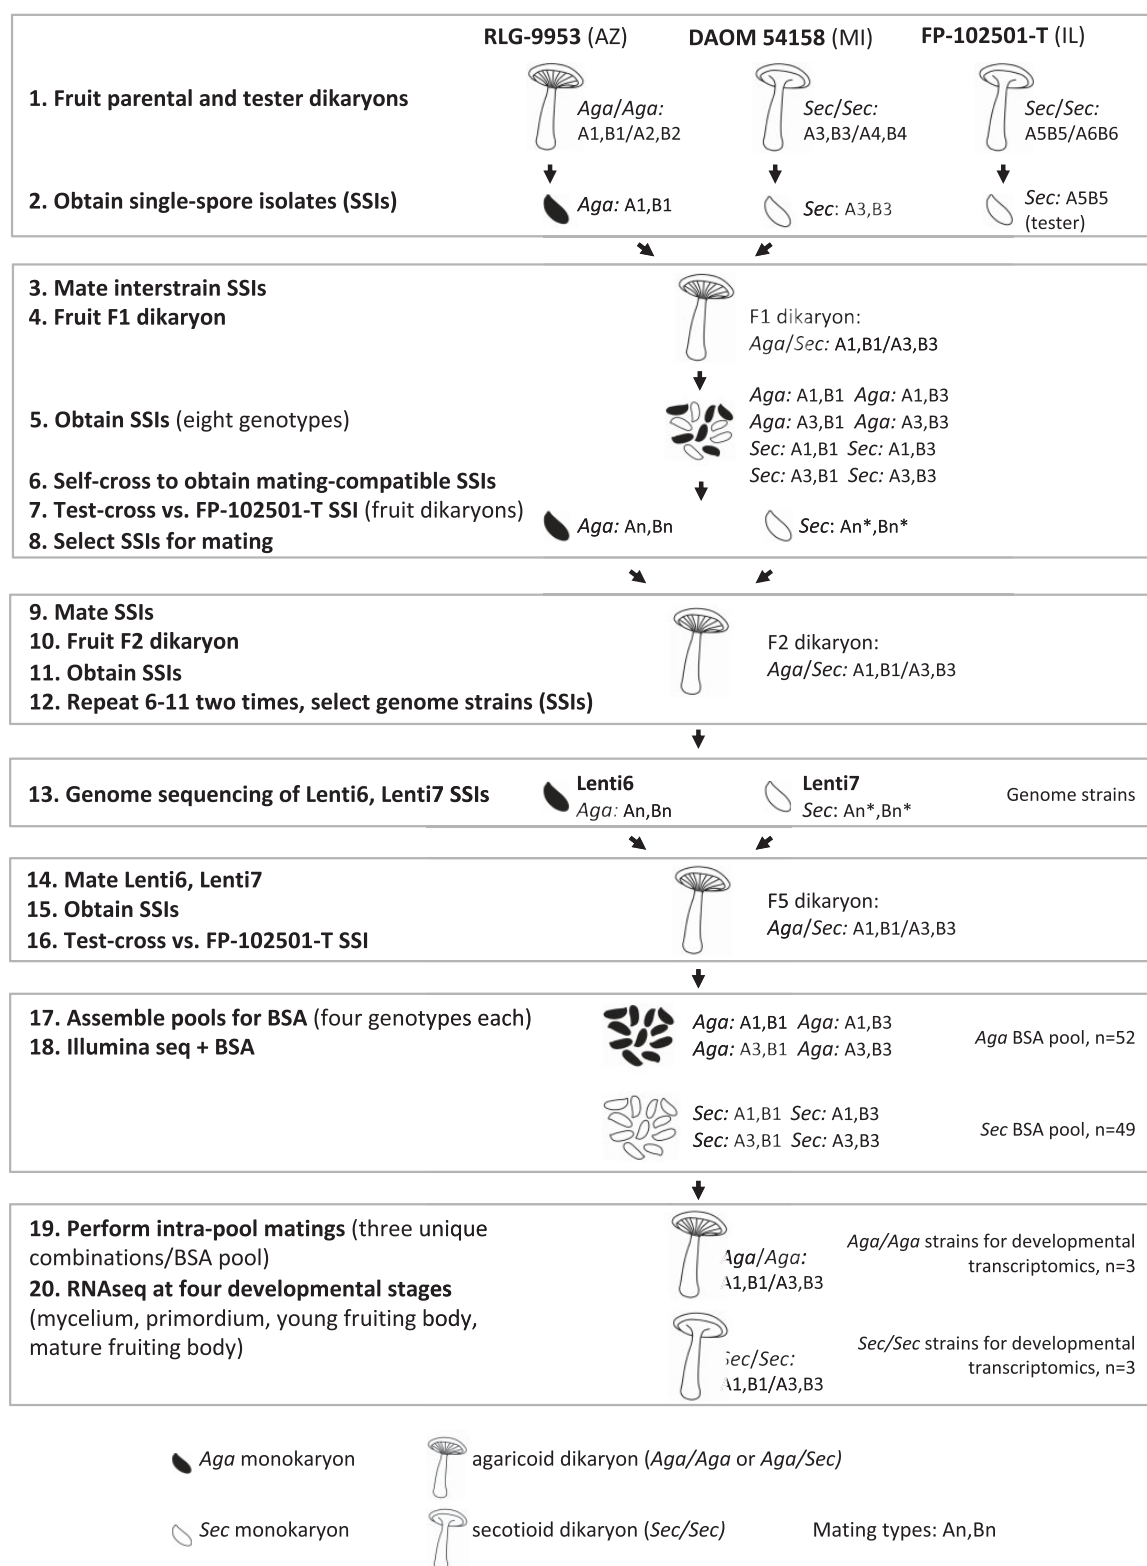 RLG-9953 (AZ)
DAOM 54158 (MI)
FP-102501-T (IL)
1. Fruit parental and tester dikaryons
Aga/Aga:
A1,B1/A2,B2
Sec/Sec:
A3,B3/A4,B4
Sec/Sec:
A5B5/A6B6
2. Obtain single-spore isolates (SSIs)
Aga: A1,B1
Sec: A3,B3
Sec: A5B5
(tester)
3. Mate interstrain SSIs
4. Fruit F1 dikaryon
F1 dikaryon:
Aga/Sec: A1,B1/A3,B3
5. Obtain SSIs (eight genotypes)
Aga: A1,B1 Aga: A1,B3
Aga: A3,B1 Aga: A3,B3
Sec: A1,B1 Sec: A1,B3
Sec: A3,B1 Sec: A3,B3
6. Self-cross to obtain mating-compatible SSIs
7. Test-cross vs. FP-102501-T SSI (fruit dikaryons)
8. Select SSIs for mating
Aga: An,Bn
Sec: An*,Bn*
9. Mate SSIs
10. Fruit F2 dikaryon
11. Obtain SSIs
12. Repeat 6-11 two times, select genome strains (SSIs)
F2 dikaryon:
Aga/Sec: A1,B1/A3,B3
13. Genome sequencing of Lenti6, Lenti7 SSIs
Lenti6
Aga: An,Bn
Lenti7
Sec: An*,Bn*
Genome strains
14. Mate Lenti6, Lenti7
15. Obtain SSIs
16. Test-cross vs. FP-102501-T SSI
F5 dikaryon:
Aga/Sec: A1,B1/A3,B3
17. Assemble pools for BSA (four genotypes each)
18. Illumina seq + BSA
Aga: A1,B1 Aga: A1,B3
Aga: A3,B1 Aga: A3,B3
Aga BSA pool, n=52
Sec: A1,B1 Sec: A1,B3
Sec: A3,B1 Sec: A3,B3
Sec BSA pool, n=49
19. Perform intra-pool matings (three unique
combinations/BSA pool)
20. RNAseq at four developmental stages
(mycelium, primordium, young fruiting body,
mature fruiting body)
Aga/Aga:
A1,B1/A3,B3
Aga/Aga strains for developmental
transcriptomics, n=3
Sec/Sec:
A1,B1/A3,B3
Sec/Sec strains for developmental
transcriptomics, n=3
Aga monokaryon
agaricoid dikaryon (Aga/Aga or Aga/Sec)
Sec monokaryon
secotioid dikaryon (Sec/Sec)
Mating types: An,Bn